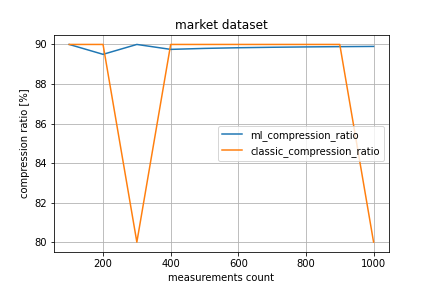 market dataset
compression ratio [%]
90
88
86
84
82
80
ml_compression_ratio
classic_compression_ratio
200
400
600
800
1000
measurements count